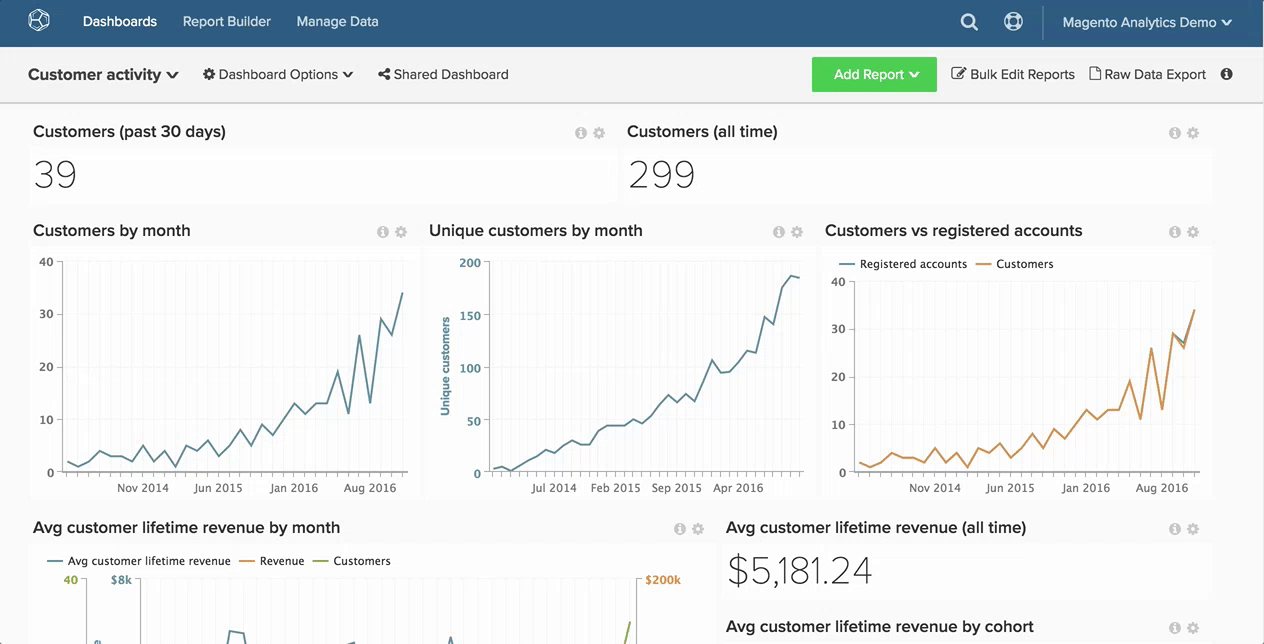 Dashboards Report Builder Manage Data Magento Analytics Demo
Customer activity Dashboard Options Shared Dashboard Add Report Bulk Edit Reports Raw Data Export
Customers (past 30 days) Customers (all time)
39 299
Customers by month Unique customers by month Customers vs registered accounts
Registered accounts Customers
40
30
20
10
0
Nov 2014 Jun 2015 Jan 2016 Aug 2016
Unique customers
200
150
100
50
0
Jul 2014 Feb 2015 Sep 2015 Apr 2016
40
30
20
10
0
Nov 2014 Jun 2015 Jan 2016 Aug 2016
Avg customer lifetime revenue by month Avg customer lifetime revenue (all time)
Avg customer lifetime revenue Revenue Customers
40 $8k $200k
$5,181.24
Avg customer lifetime revenue by cohort